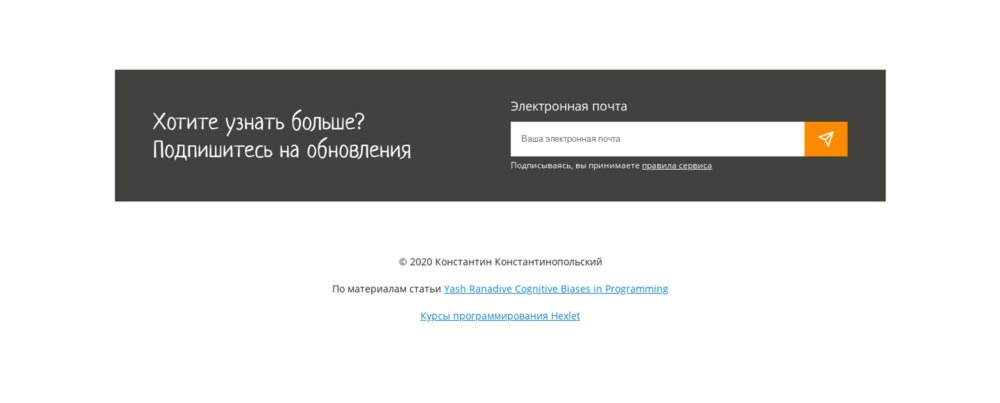 Хотите узнать больше?
Подпишитесь на обновления
Электронная почта
Ваша электронная почта
Подписываясь, вы принимаете правила сервиса
© 2020 Константин Константинопольский
По материалам статьи Yash Ranadive Cognitive Biases in Programming
Курсы программирования Hexlet